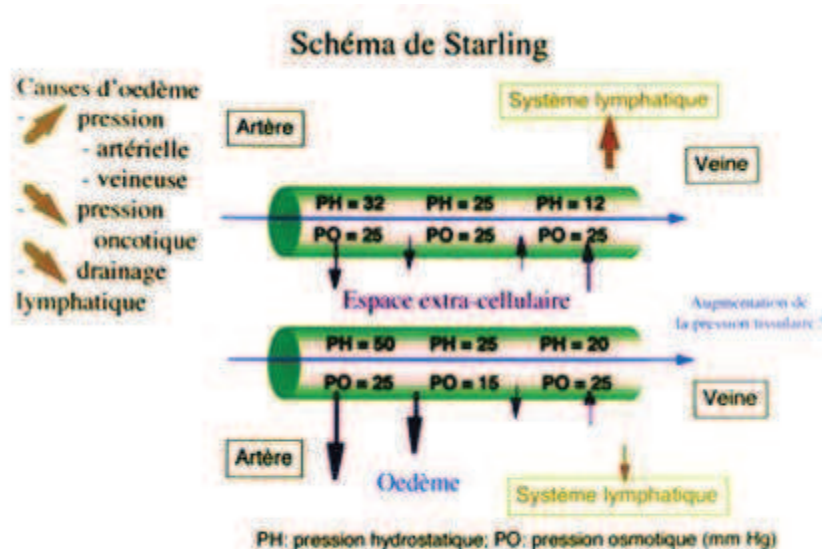 Schéma de Starling
Causes d'oedème
- pression
- artérielle
- veineuse
- pression
oncotique
- drainage
lymphatique
Artère
Système lymphatique
Veine
PH = 32 PH = 25 PH = 12
PO = 25 PO = 25 PO = 25
Espace extra-cellulaire
Augmentation de
la pression tissulaire
PH = 50 PH = 25 PH = 20
PO = 25 PO = 15 PO = 25
Veine
Artère
Oedème
Système lymphatique
PH: pression hydrostatique; PO: pression osmotique (mm Hg)